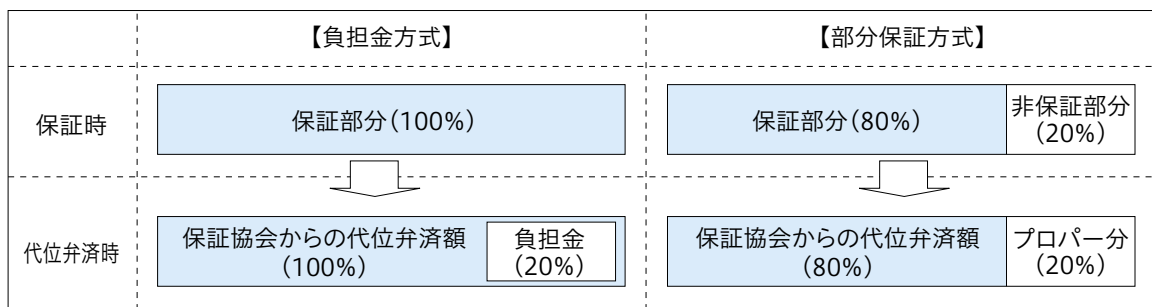 【負担金方式】
【部分保証方式】
保証時
保証部分(100%)
保証部分(80%)
非保証部分
(20%)
代位弁済時
保証協会からの代位弁済額
(100%)
負担金
(20%)
保証協会からの代位弁済額
(80%)
プロパー分
(20%)